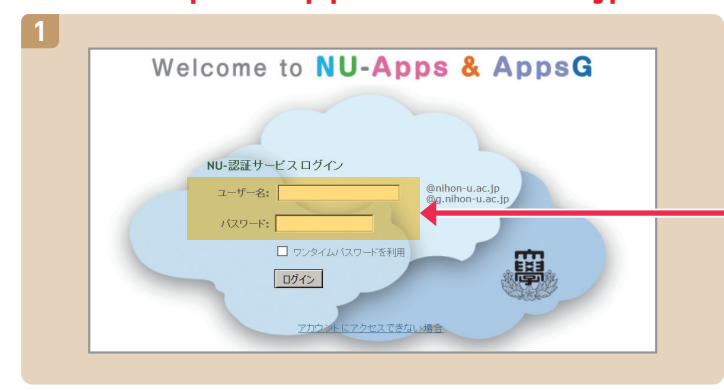 1
Welcome to NU-Apps & AppsG
NU-認証サービスログイン
ユーザー名:
@nihon-u.ac.jp
@g.nihon-u.ac.jp
パスワード:
ワンタイムパスワードを利用
ログイン
アカウントにアクセスできない場合